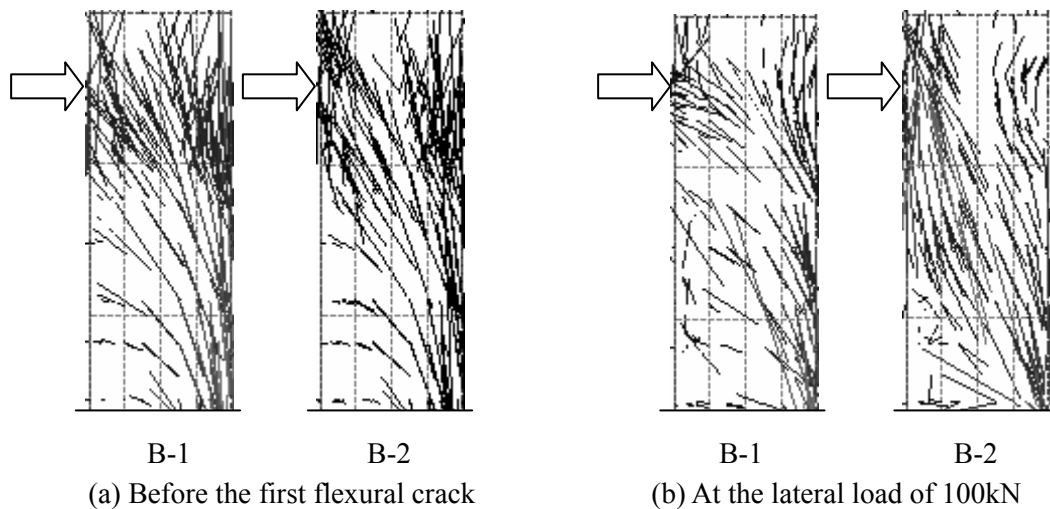 B-1 B-2 B-1 B-2
(a) Before the first flexural crack (b) At the lateral load of 100kN